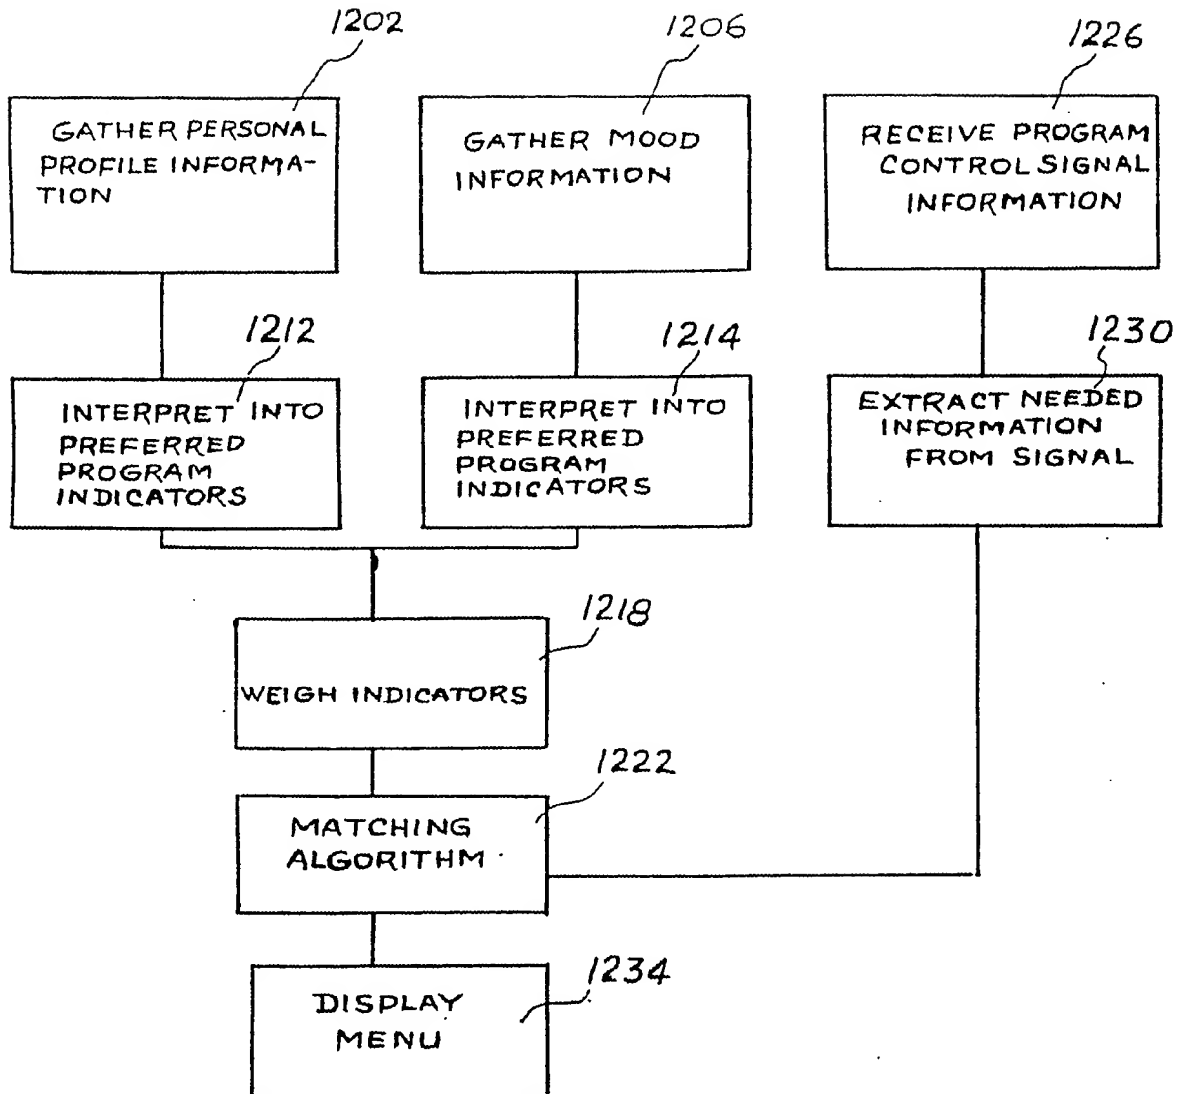 1202
1206
1226
GATHER PERSONAL
PROFILE INFORMA-
TION
GATHER MOOD
INFORMATION
RECEIVE PROGRAM
CONTROL SIGNAL
INFORMATION
1212
1214
1230
INTERPRET INTO
PREFERRED
PROGRAM
INDICATORS
INTERPRET INTO
PREFERRED
PROGRAM
INDICATORS
EXTRACT NEEDED
INFORMATION
FROM SIGNAL
1218
WEIGH INDICATORS
1222
MATCHING
ALGORITHM
1234
DISPLAY
MENU